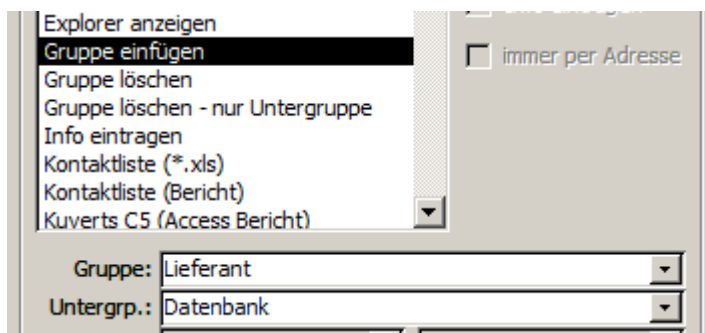 Explorer anzeigen
Gruppe einfügen
immer per Adresse
Gruppe löschen
Gruppe löschen - nur Untergruppe
Info eintragen
Kontaktliste (*.xls)
Kontaktliste (Bericht)
Kuverts C5 (Access Bericht)
Gruppe: Lieferant
Untergrp.: Datenbank